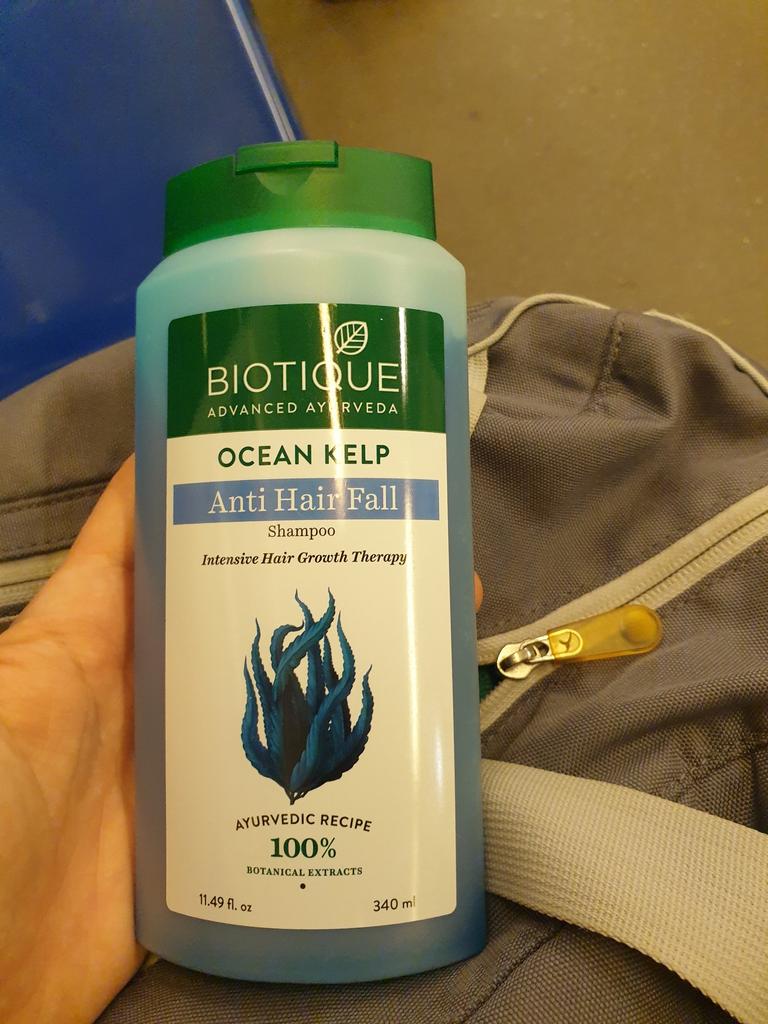 BIOTIQUE
ADVANCED AYURVEDA
OCEAN KELP
Anti Hair Fall
Shampoo
Intensive Hair Growth Therapy
AYURVEDIC RECIPE
100%
BOTANICAL EXTRACTS
11.49 fl. oz 340 ml